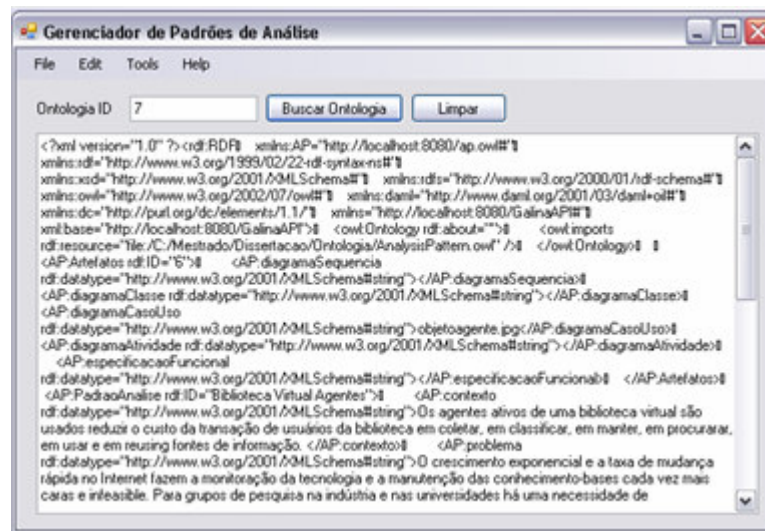 Gerenciador de Padrões de Análise
File Edit Tools Help
Ontologia ID 7 Buscar Ontologia Limpar
<?xml version="1.0" ?><rdf:RDF xmlns:AP="http://localhost:8080/ap.owl#"
xmlns:rdf="http://www.w3.org/1999/02/22-rdf-syntax-ns#"
xmlns:xsd="http://www.w3.org/2001/XMLSchema#" xmlns:rdfs="http://www.w3.org/2000/01/rdf-schema#"
xmlns:owl="http://www.w3.org/2002/07/owl#" xmlns:daml="http://www.daml.org/2001/03/daml+oil#"
xmlns:dc="http://purl.org/dc/elements/1.1/" xmlns="http://localhost:8080/GalinaAPI#"
xml:base="http://localhost:8080/GalinaAPI"> <owl:Ontology rdf:about=""> <owl:imports
rdf:resource="file:/C:/Mestrado/Dissertacao/Ontologia/AnalysisPattern.owl" /> </owl:Ontology>
<AP:Artefatos rdf:ID="6"> <AP:diagramaSequencia
rdf:datatype="http://www.w3.org/2001/XMLSchema#string"></AP:diagramaSequencia>
<AP:diagramaClasse rdf:datatype="http://www.w3.org/2001/XMLSchema#string"></AP:diagramaClasse>
<AP:diagramaCasoUso
rdf:datatype="http://www.w3.org/2001/XMLSchema#string">objetoagente.jpg</AP:diagramaCasoUso>
<AP:diagramaAtividade rdf:datatype="http://www.w3.org/2001/XMLSchema#string"></AP:diagramaAtividade>
<AP:especificacaoFuncional
rdf:datatype="http://www.w3.org/2001/XMLSchema#string"></AP:especificacaoFuncional> </AP:Artefatos>
<AP:PadraoAnalise rdf:ID="Biblioteca Virtual Agentes"> <AP:contexto
rdf:datatype="http://www.w3.org/2001/XMLSchema#string">Os agentes ativos de uma biblioteca virtual são
usados reduzir o custo da transação de usuários da biblioteca em coletar, em classificar, em manter, em procurarar,
em usar e em reusing fontes de informação. </AP:contexto> <AP:problema
rdf:datatype="http://www.w3.org/2001/XMLSchema#string">O crescimento exponencial e a taxa de mudança
rápida no Internet fazem a monitoração da tecnologia e a manutenção das conhecimento-bases cada vez mais
caras e infeasible. Para grupos de pesquisa na indústria e nas universidades há uma necessidade de